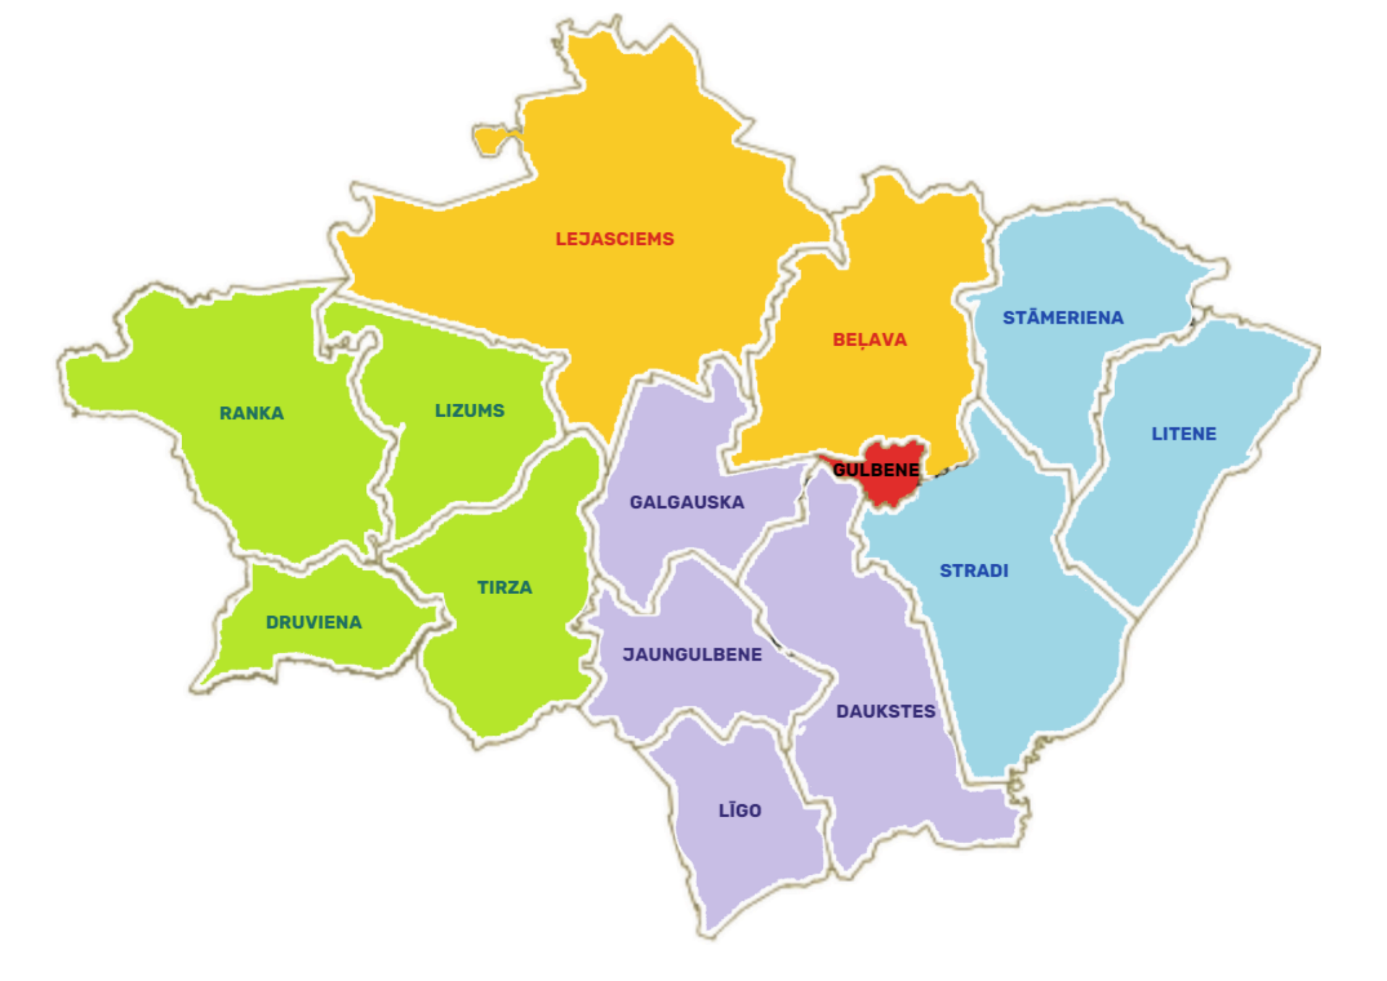 LEJASCIEMS
STĀMERIENA
BEĻAVA
RANKA
LIZUMS
LITENE
GULBENE
GALGAUSKA
STRADI
TIRZA
DRUVIENA
JAUNGULBENE
DAUKSTES
LĪGO